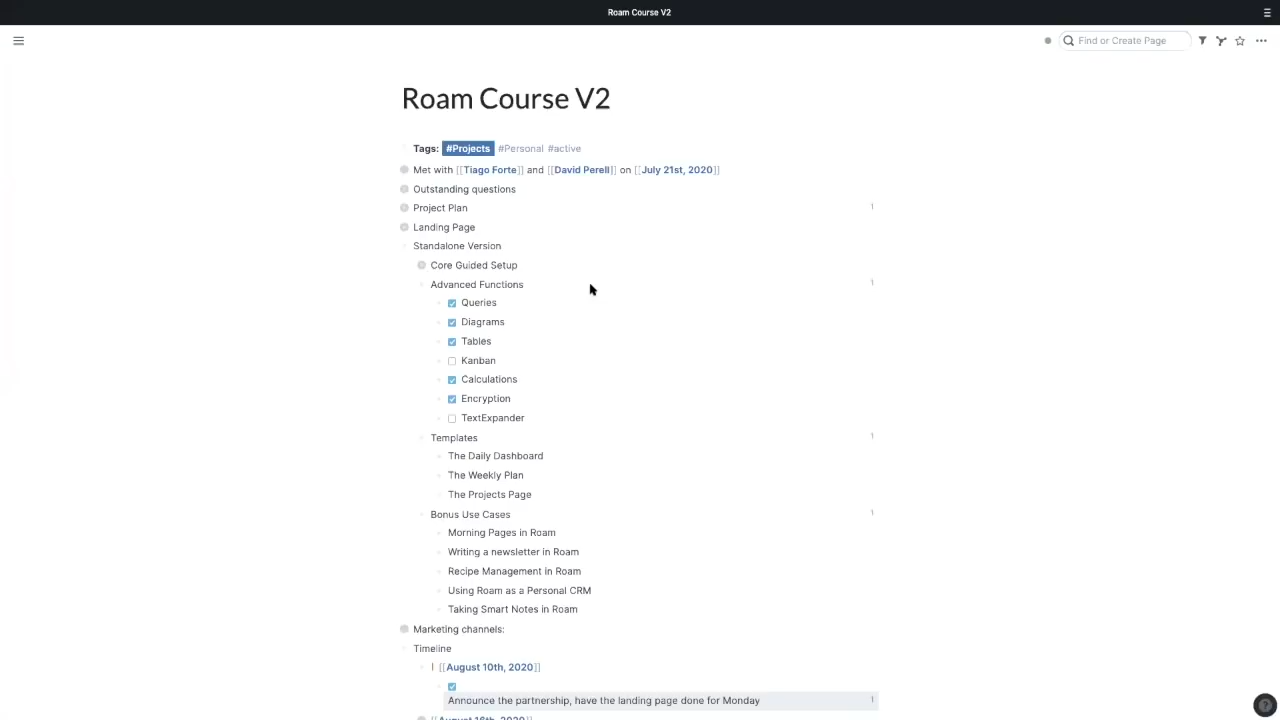 Roam Course V2
Find or Create Page
Roam Course V2
Tags: #Projects #Personal #active
Met with [[Tiago Forte]] and [[David Perell]] on [[July 21st, 2020]]
Outstanding questions
Project Plan 1
Landing Page
Standalone Version
Core Guided Setup
Advanced Functions 1
Queries
Diagrams
Tables
Kanban
Calculations
Encryption
TextExpander
Templates 1
The Daily Dashboard
The Weekly Plan
The Projects Page
Bonus Use Cases 1
Morning Pages in Roam
Writing a newsletter in Roam
Recipe Management in Roam
Using Roam as a Personal CRM
Taking Smart Notes in Roam
Marketing channels:
Timeline
| [[August 10th, 2020]]
Announce the partnership, have the landing page done for Monday 1
[[August 16th, 2020]]